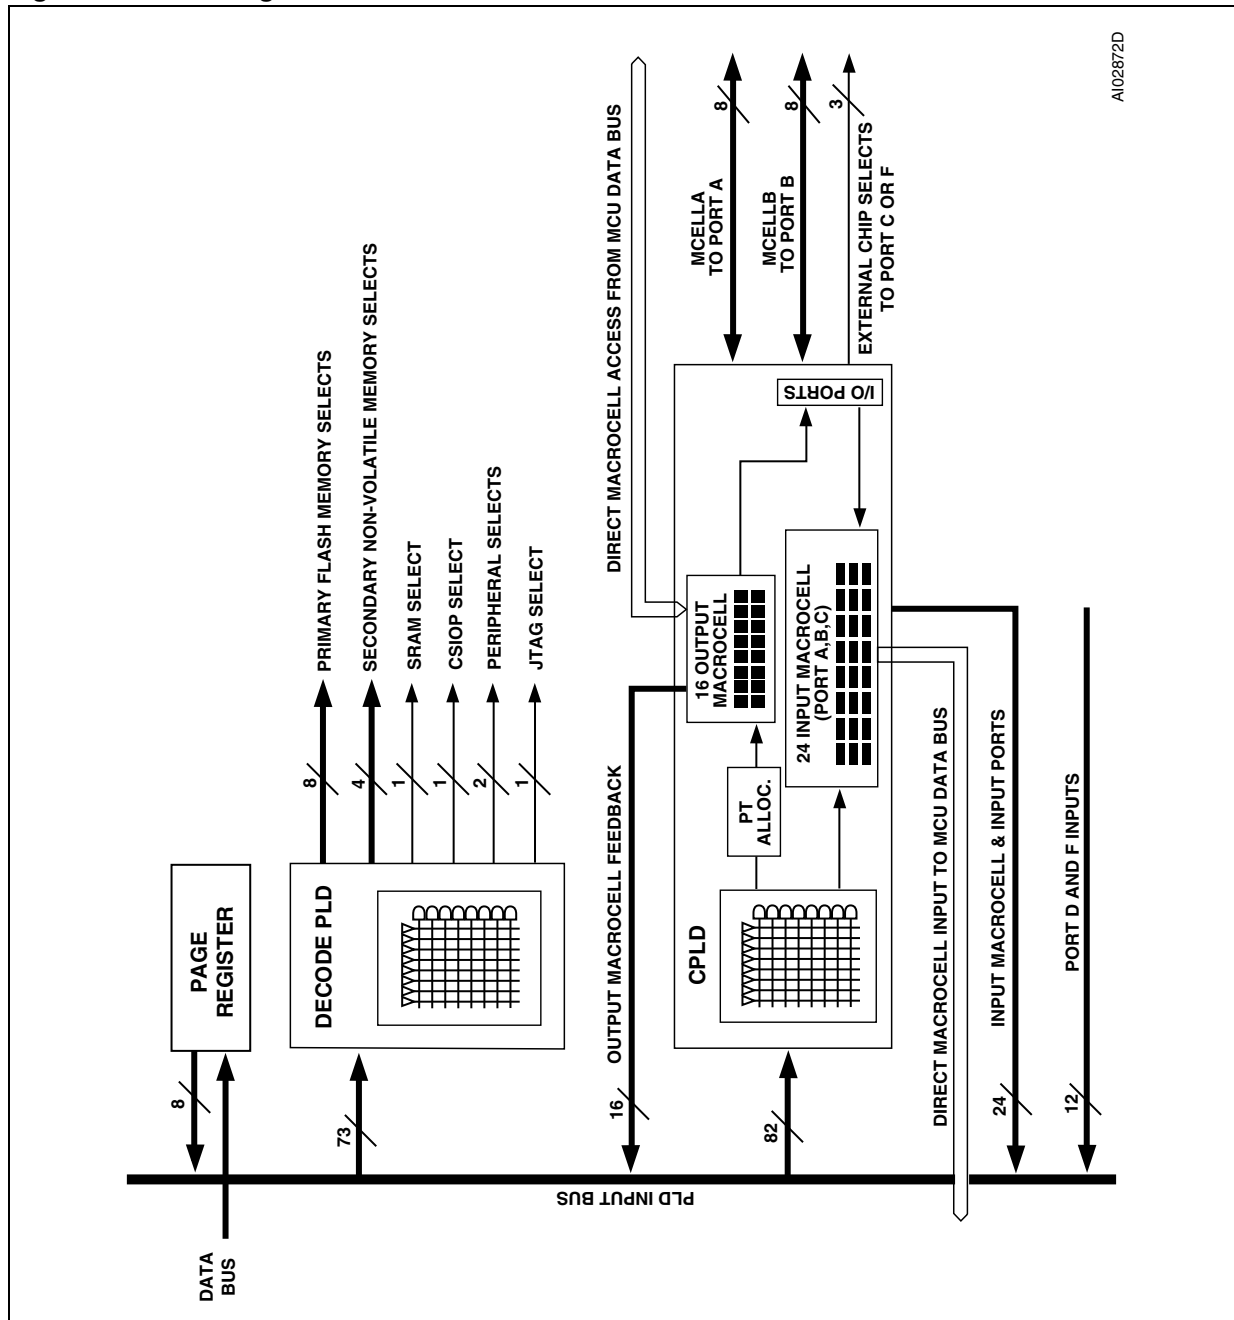 AI02872D
DATA
BUS
8
PAGE
REGISTER
73
DECODE PLD
8
PRIMARY FLASH MEMORY SELECTS
4
SECONDARY NON-VOLATILE MEMORY SELECTS
1
SRAM SELECT
1
CSIOP SELECT
2
PERIPHERAL SELECTS
1
JTAG SELECT
PLD INPUT BUS
16
OUTPUT MACROCELL FEEDBACK
DIRECT MACROCELL ACCESS FROM MCU DATA BUS
82
CPLD
PT
ALLOC.
16 OUTPUT
MACROCELL
24 INPUT MACROCELL
(PORT A,B,C)
I/O PORTS
MCELLA
TO PORT A
8
MCELLB
TO PORT B
8
EXTERNAL CHIP SELECTS
TO PORT C OR F
3
DIRECT MACROCELL INPUT TO MCU DATA BUS
24
INPUT MACROCELL & INPUT PORTS
12
PORT D AND F INPUTS